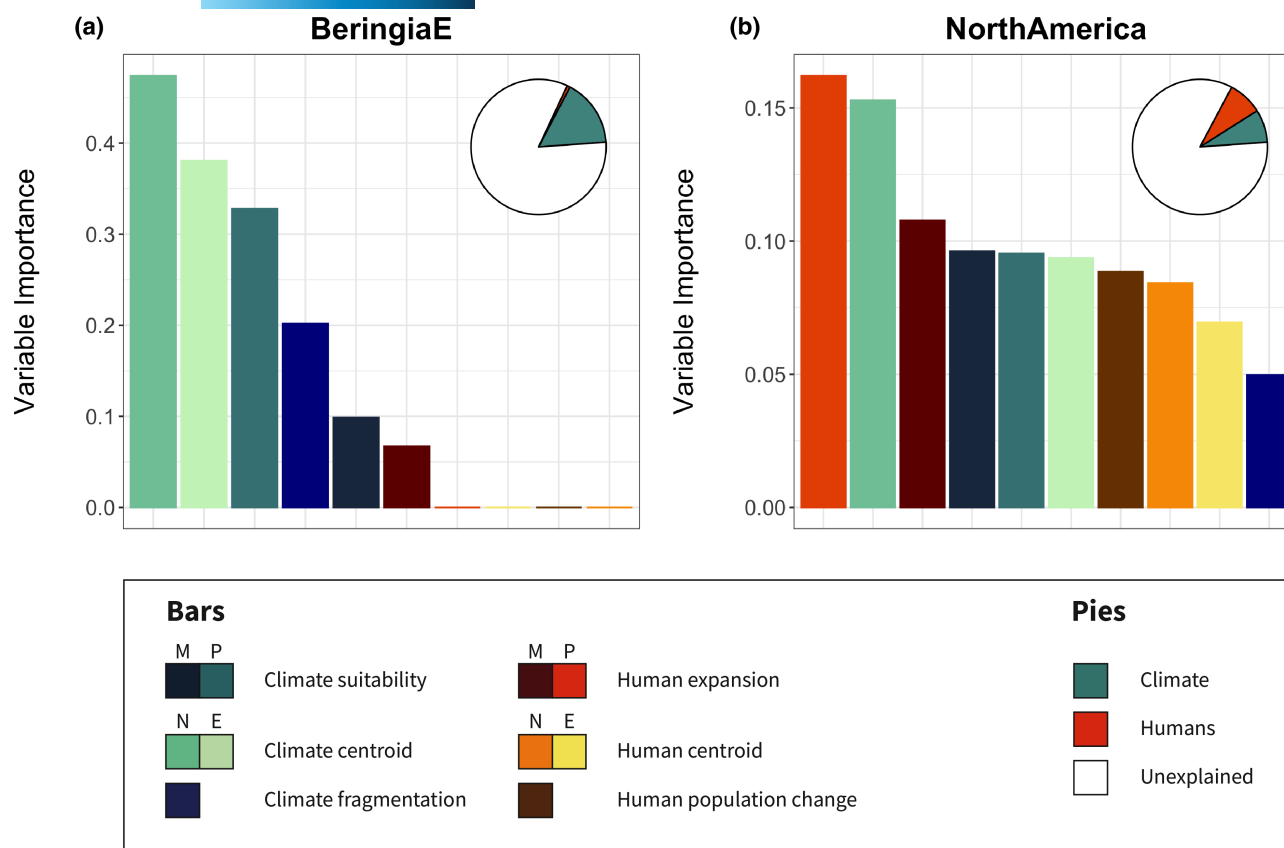 (a) BeringiaE
(b) NorthAmerica
Variable Importance
0.4
0.3
0.2
0.1
0.0
Variable Importance
0.15
0.10
0.05
0.00
Bars
M P
Climate suitability
N E
Climate centroid
Climate fragmentation
M P
Human expansion
N E
Human centroid
Human population change
Pies
Climate
Humans
Unexplained